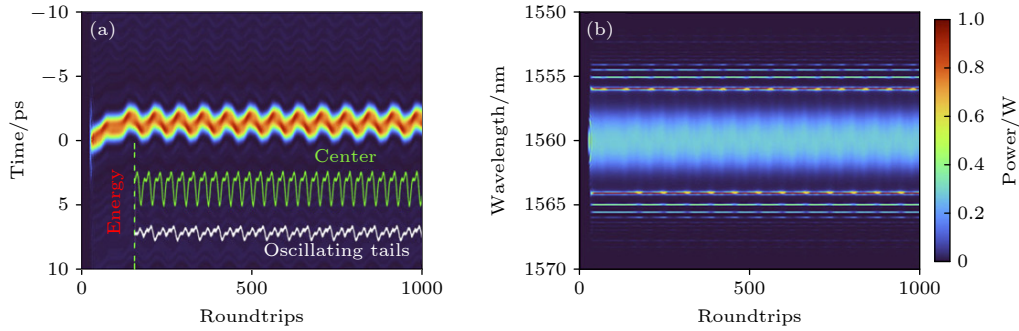 (a)
−10
−5
0
5
10
Time/ps
Center
Energy
Oscillating tails
0
500
1000
Roundtrips
(b)
1550
1555
1560
1565
1570
Wavelength/nm
0
500
1000
Roundtrips
1.0
0.8
0.6
0.4
0.2
0
Power/W